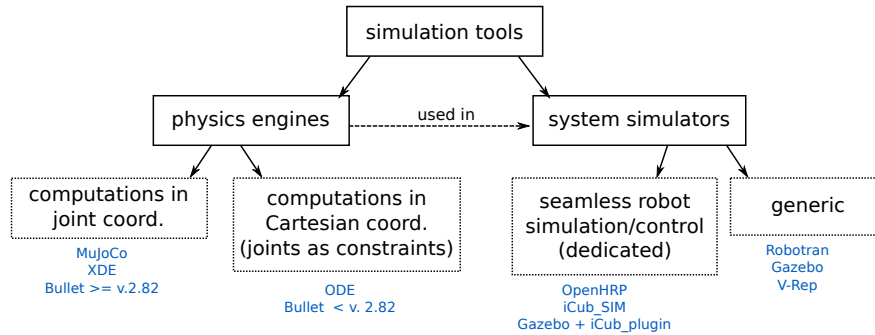 simulation tools
physics engines
used in
system simulators
computations in
joint coord.
MuJoCo
XDE
Bullet >= v.2.82
computations in
Cartesian coord.
(joints as constraints)
ODE
Bullet < v. 2.82
seamless robot
simulation/control
(dedicated)
OpenHRP
iCub_SIM
Gazebo + iCub_plugin
generic
Robotran
Gazebo
V-Rep